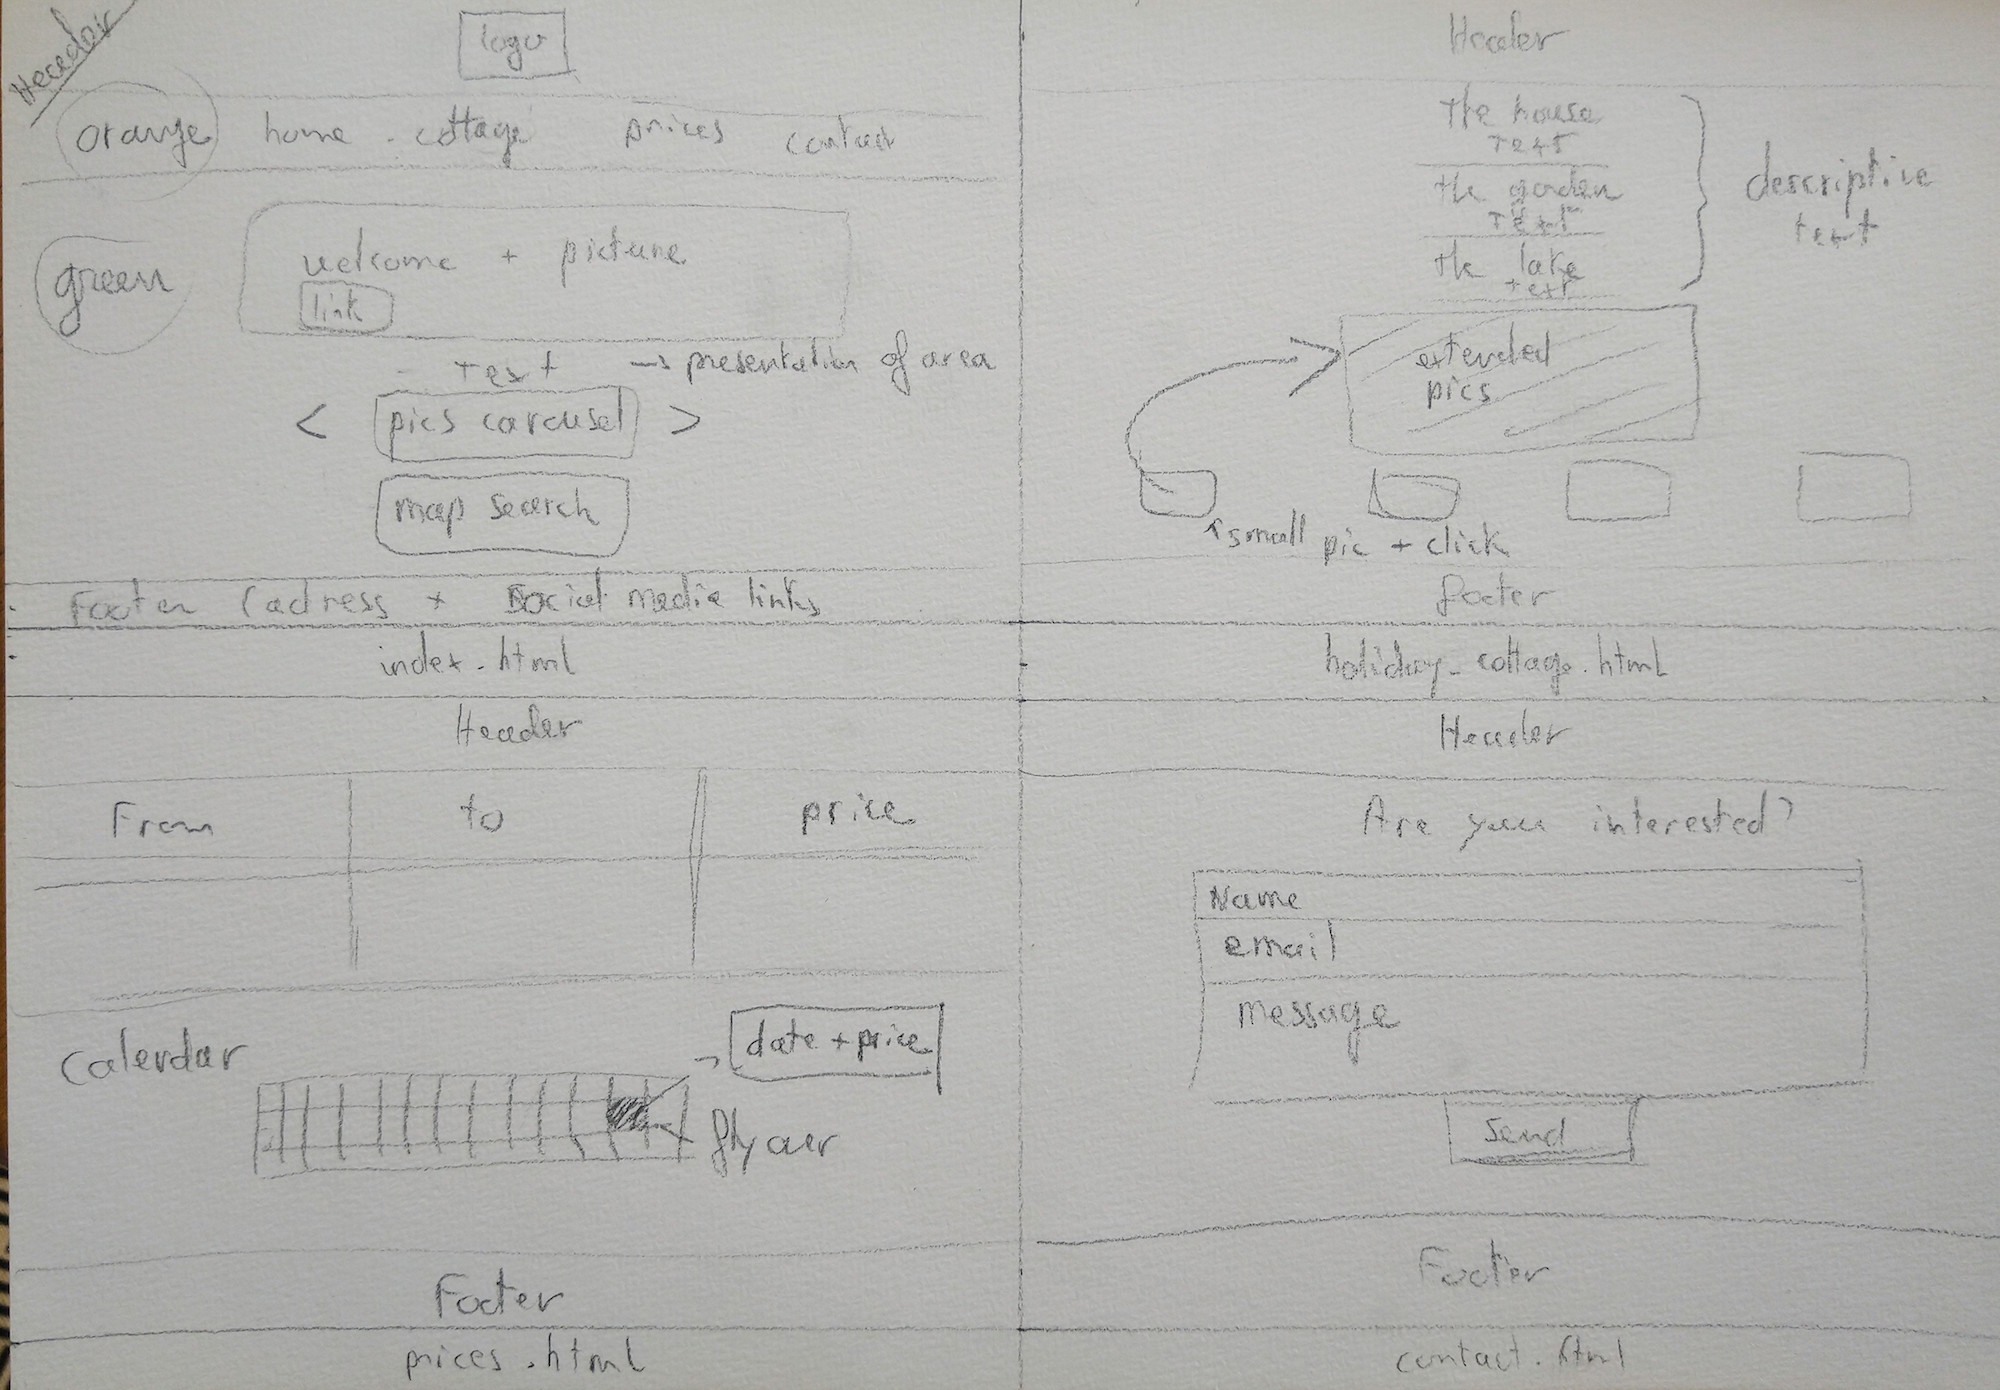 Header
logo
orange home . cottage prices contact
green
welcome + picture
link
Text → presentation of area
< pics carousel >
map search
Footer (adress + social media links
index.html
Header
the house
TEXT
the garden
TEXT
the lake
text
descriptive
text
extended
pics
↑ small pic + click
footer
holiday_cottage.html
Header
From to price
Calendar
date + price
Footer
prices.html
Header
Are you interested?
Name
email
message
Send
Footer
contact.html